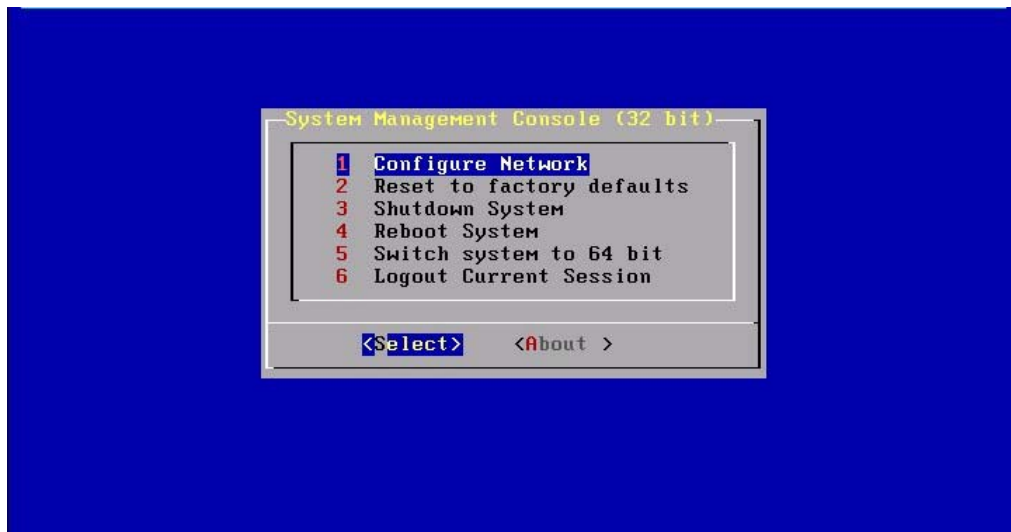 System Management Console (32 bit)
1 Configure Network
2 Reset to factory defaults
3 Shutdown System
4 Reboot System
5 Switch system to 64 bit
6 Logout Current Session
<Select> <About >